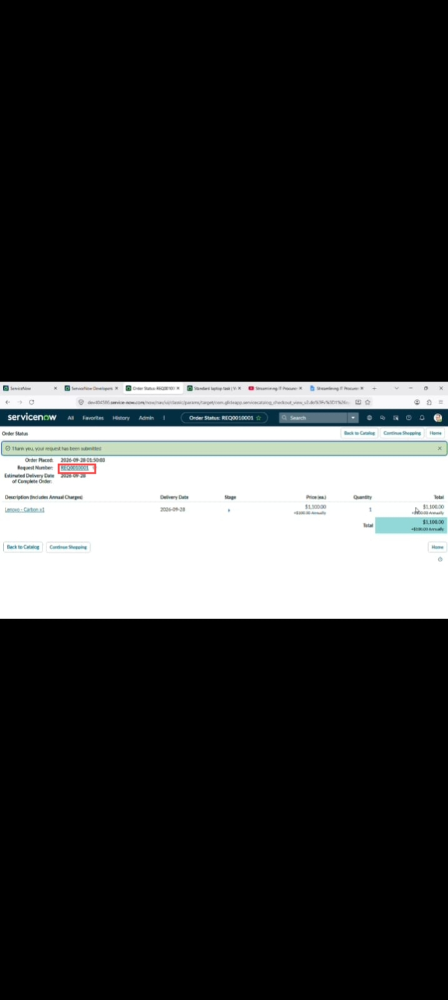 ServiceNow
ServiceNow Developers
Order Status: REQ00100
Standard laptop task | Vi
Streamlining IT Procure
Streamlining IT Procure
servicenow
All
Favorites
History
Admin
Order Status: REQ0010001
Search
Order Status
Back to Catalog
Continue Shopping
Home
Thank you, your request has been submitted
Order Placed: 2026-09-28 01:50:03
Request Number: REQ0010001
Estimated Delivery Date of Complete Order: 2026-09-28
Description (Includes Annual Charges)
Delivery Date
Stage
Price (ea.)
Quantity
Total
Lenovo - Carbon x1
2026-09-28
$1,100.00
+$100.00 Annually
1
$1,100.00
+$100.00 Annually
Total
$1,100.00
+$100.00 Annually
Back to Catalog
Continue Shopping
Home